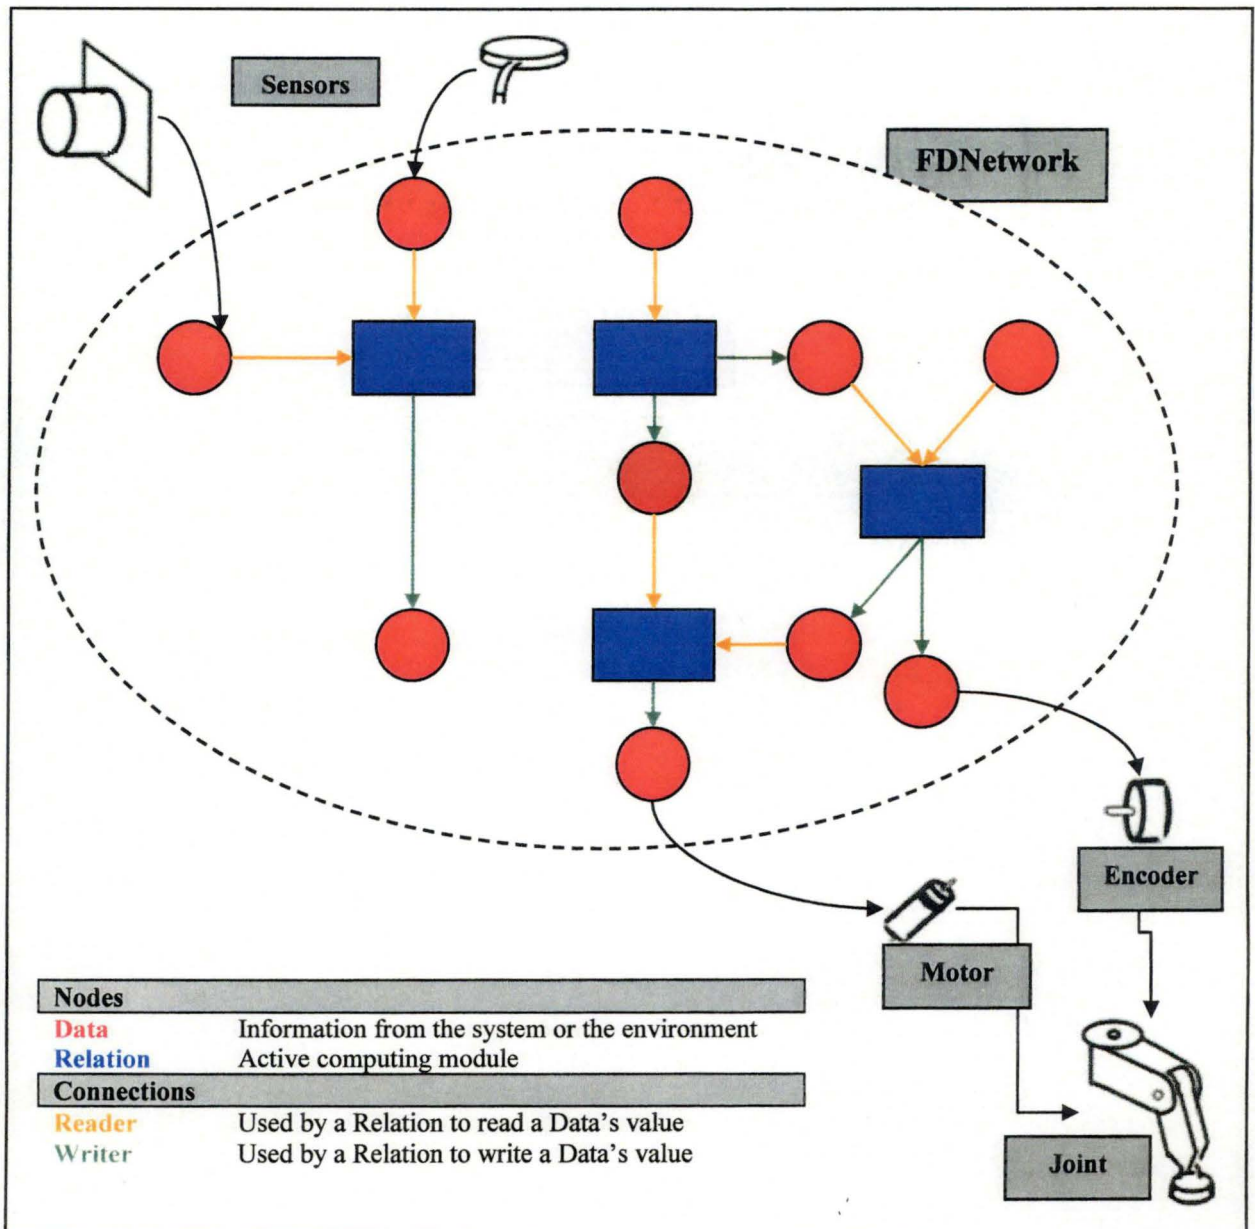 Sensors
FDNetwork
Encoder
Motor
Joint
Nodes
Data Information from the system or the environment
Relation Active computing module
Connections
Reader Used by a Relation to read a Data's value
Writer Used by a Relation to write a Data's value